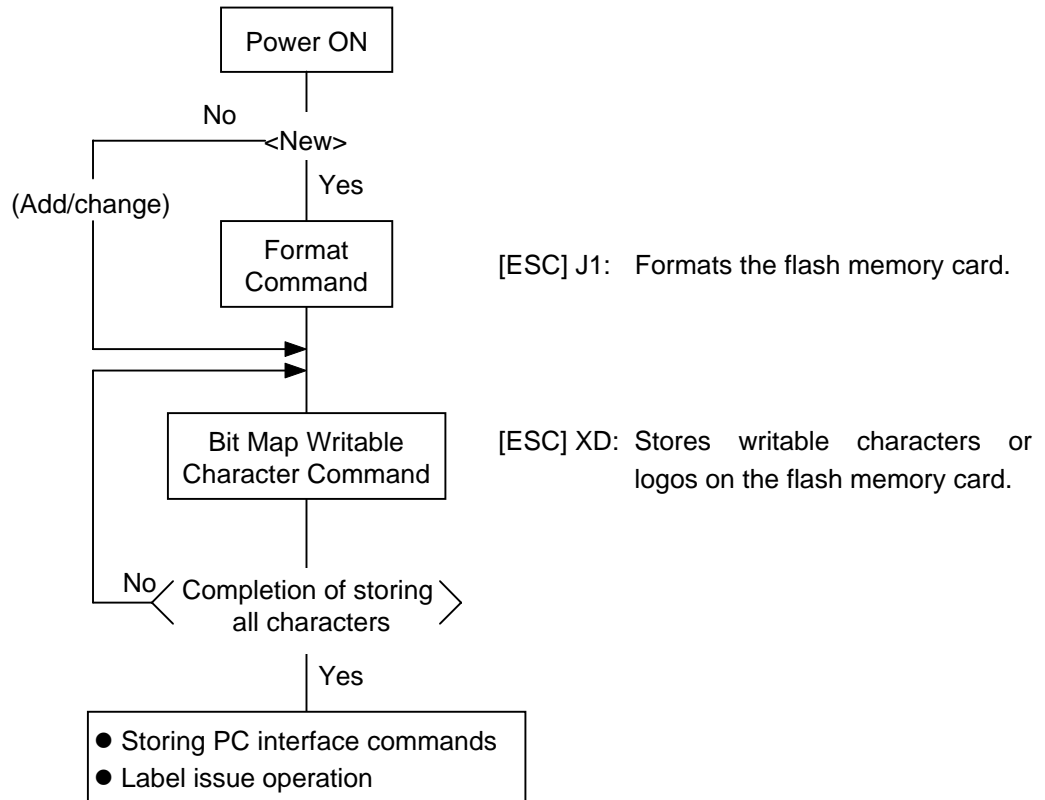 Power ON
No
<New>
Yes
(Add/change)
Format
Command
[ESC] J1: Formats the flash memory card.
Bit Map Writable
Character Command
[ESC] XD: Stores writable characters or
logos on the flash memory card.
No
Completion of storing
all characters
Yes
● Storing PC interface commands
● Label issue operation